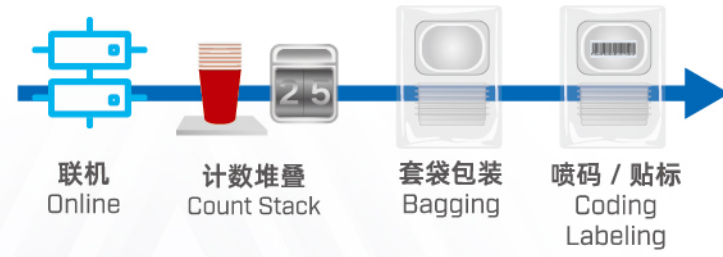 25
联机
Online
计数堆叠
Count Stack
套袋包装
Bagging
喷码 / 贴标
Coding
Labeling